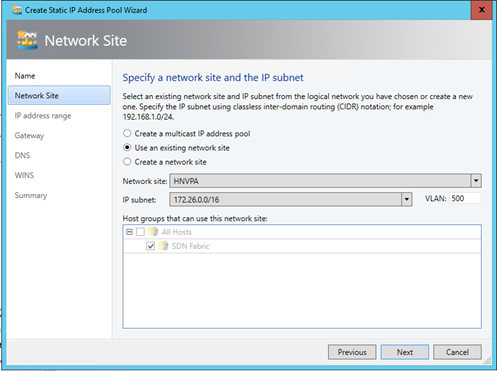 Create Static IP Address Pool Wizard
Network Site
Name
Network Site
IP address range
Gateway
DNS
WINS
Summary
Specify a network site and the IP subnet
Select an existing network site and IP subnet from the logical network you have chosen or create a new
one. Specify the IP subnet using classless inter-domain routing (CIDR) notation; for example
192.168.1.0/24.
Create a multicast IP address pool
Use an existing network site
Create a network site
Network site: HNVPA
IP subnet: 172.26.0.0/16 VLAN: 500
Host groups that can use this network site:
All Hosts
SDN Fabric
Previous Next Cancel